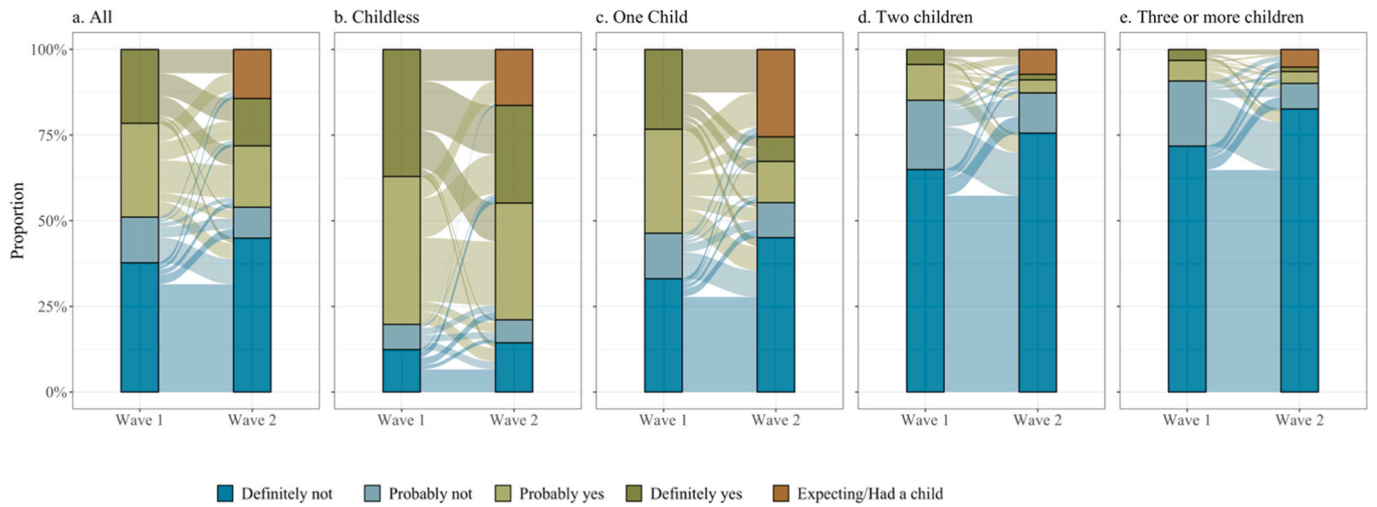 a. All
b. Childless
c. One Child
d. Two children
e. Three or more children
100%
75%
50%
25%
0%
Proportion
Wave 1 Wave 2 Wave 1 Wave 2 Wave 1 Wave 2 Wave 1 Wave 2 Wave 1 Wave 2
Definitely not Probably not Probably yes Definitely yes Expecting/Had a child